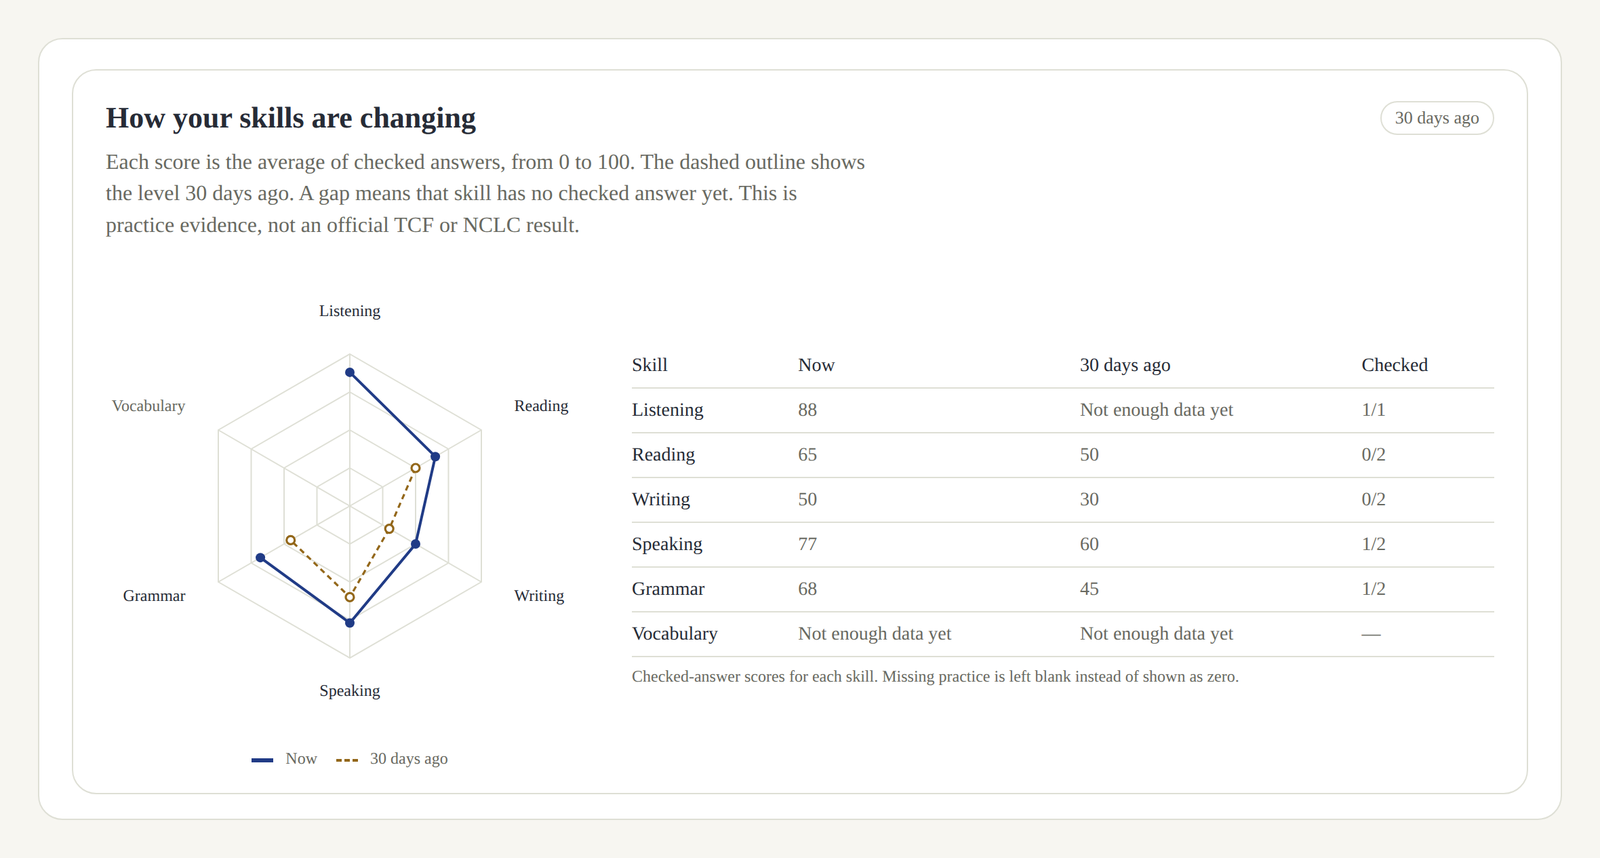 How your skills are changing
30 days ago
Each score is the average of checked answers, from 0 to 100. The dashed outline shows
the level 30 days ago. A gap means that skill has no checked answer yet. This is
practice evidence, not an official TCF or NCLC result.
Listening
Vocabulary
Reading
Grammar
Writing
Speaking
Now
30 days ago
Skill Now 30 days ago Checked
Listening 88 Not enough data yet 1/1
Reading 65 50 0/2
Writing 50 30 0/2
Speaking 77 60 1/2
Grammar 68 45 1/2
Vocabulary Not enough data yet Not enough data yet —
Checked-answer scores for each skill. Missing practice is left blank instead of shown as zero.